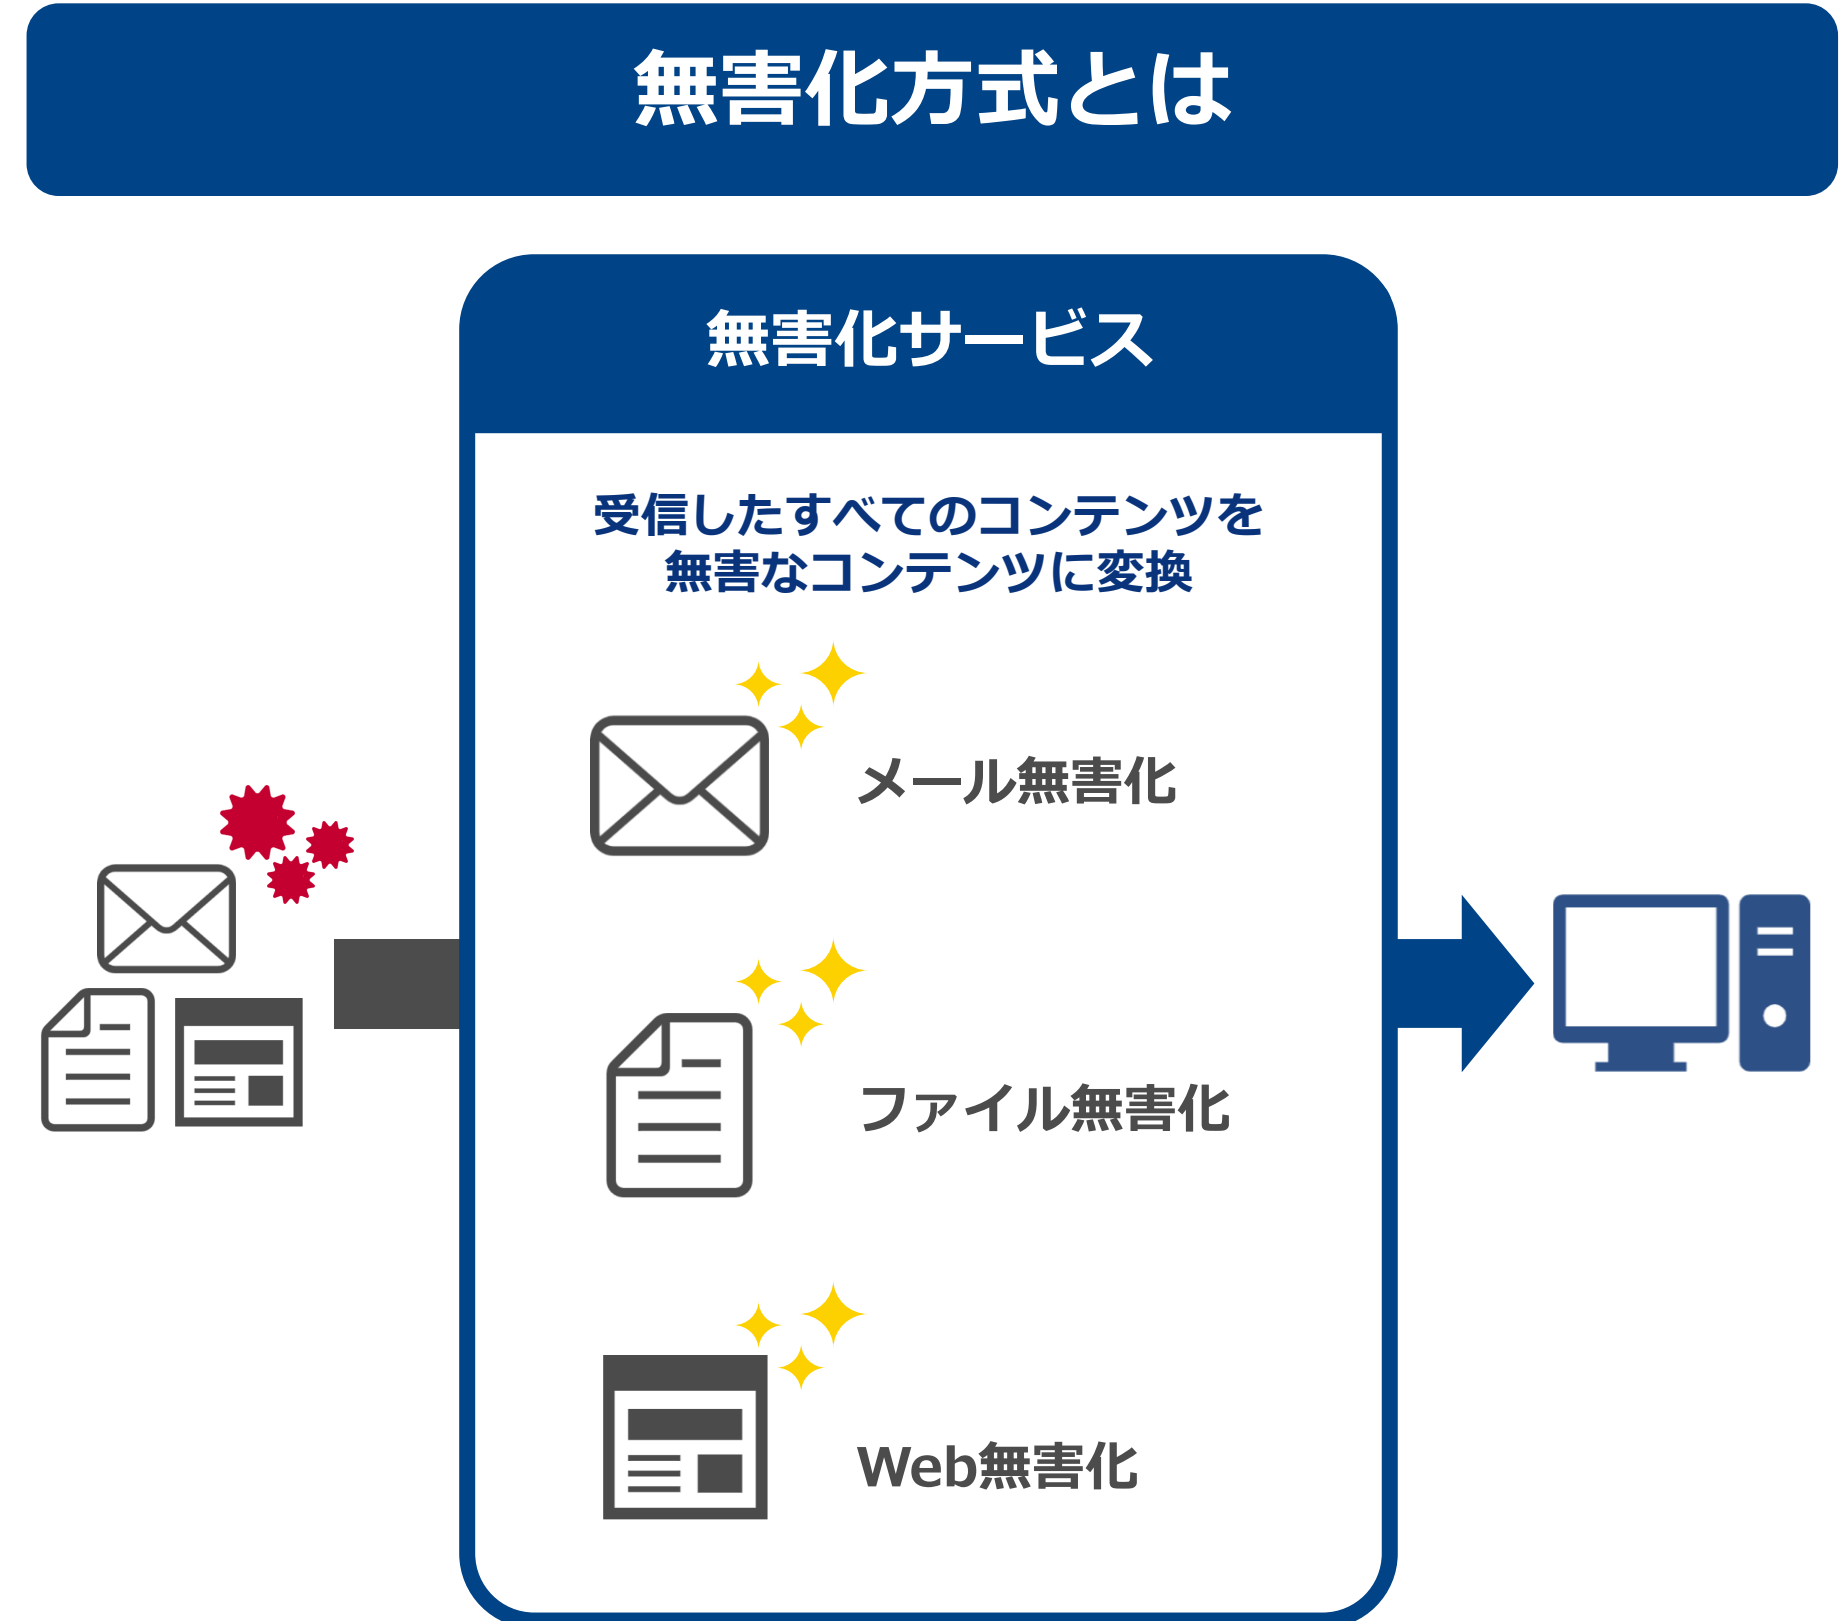 無害化方式とは
無害化サービス
受信したすべてのコンテンツを
無害なコンテンツに変換
メール無害化
ファイル無害化
Web無害化